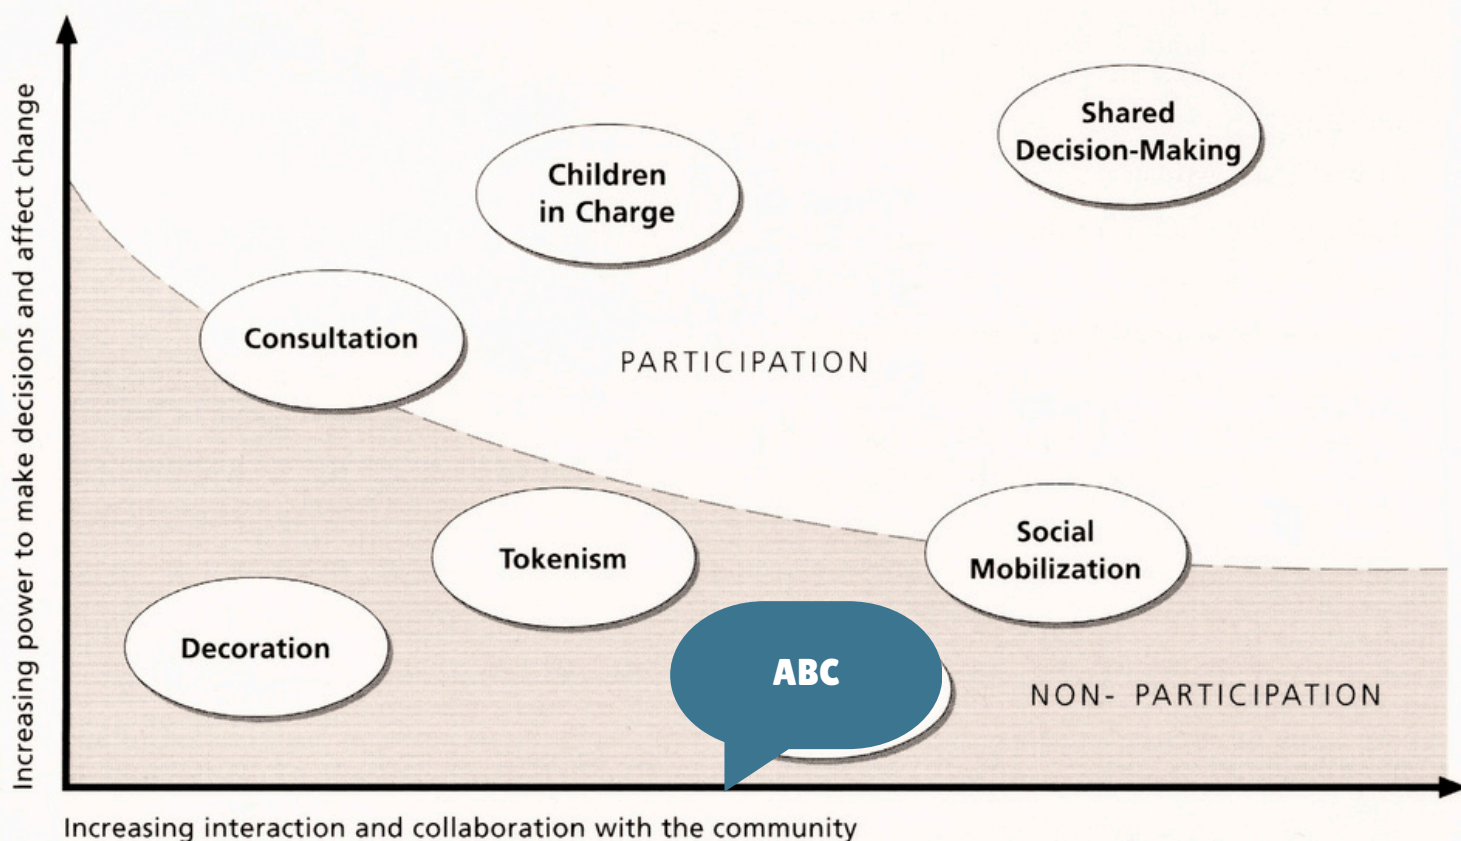 Increasing power to make decisions and affect change
Shared
Decision-Making
Children
in Charge
Consultation
PARTICIPATION
Social
Mobilization
Tokenism
Decoration
ABC
NON- PARTICIPATION
Increasing interaction and collaboration with the community